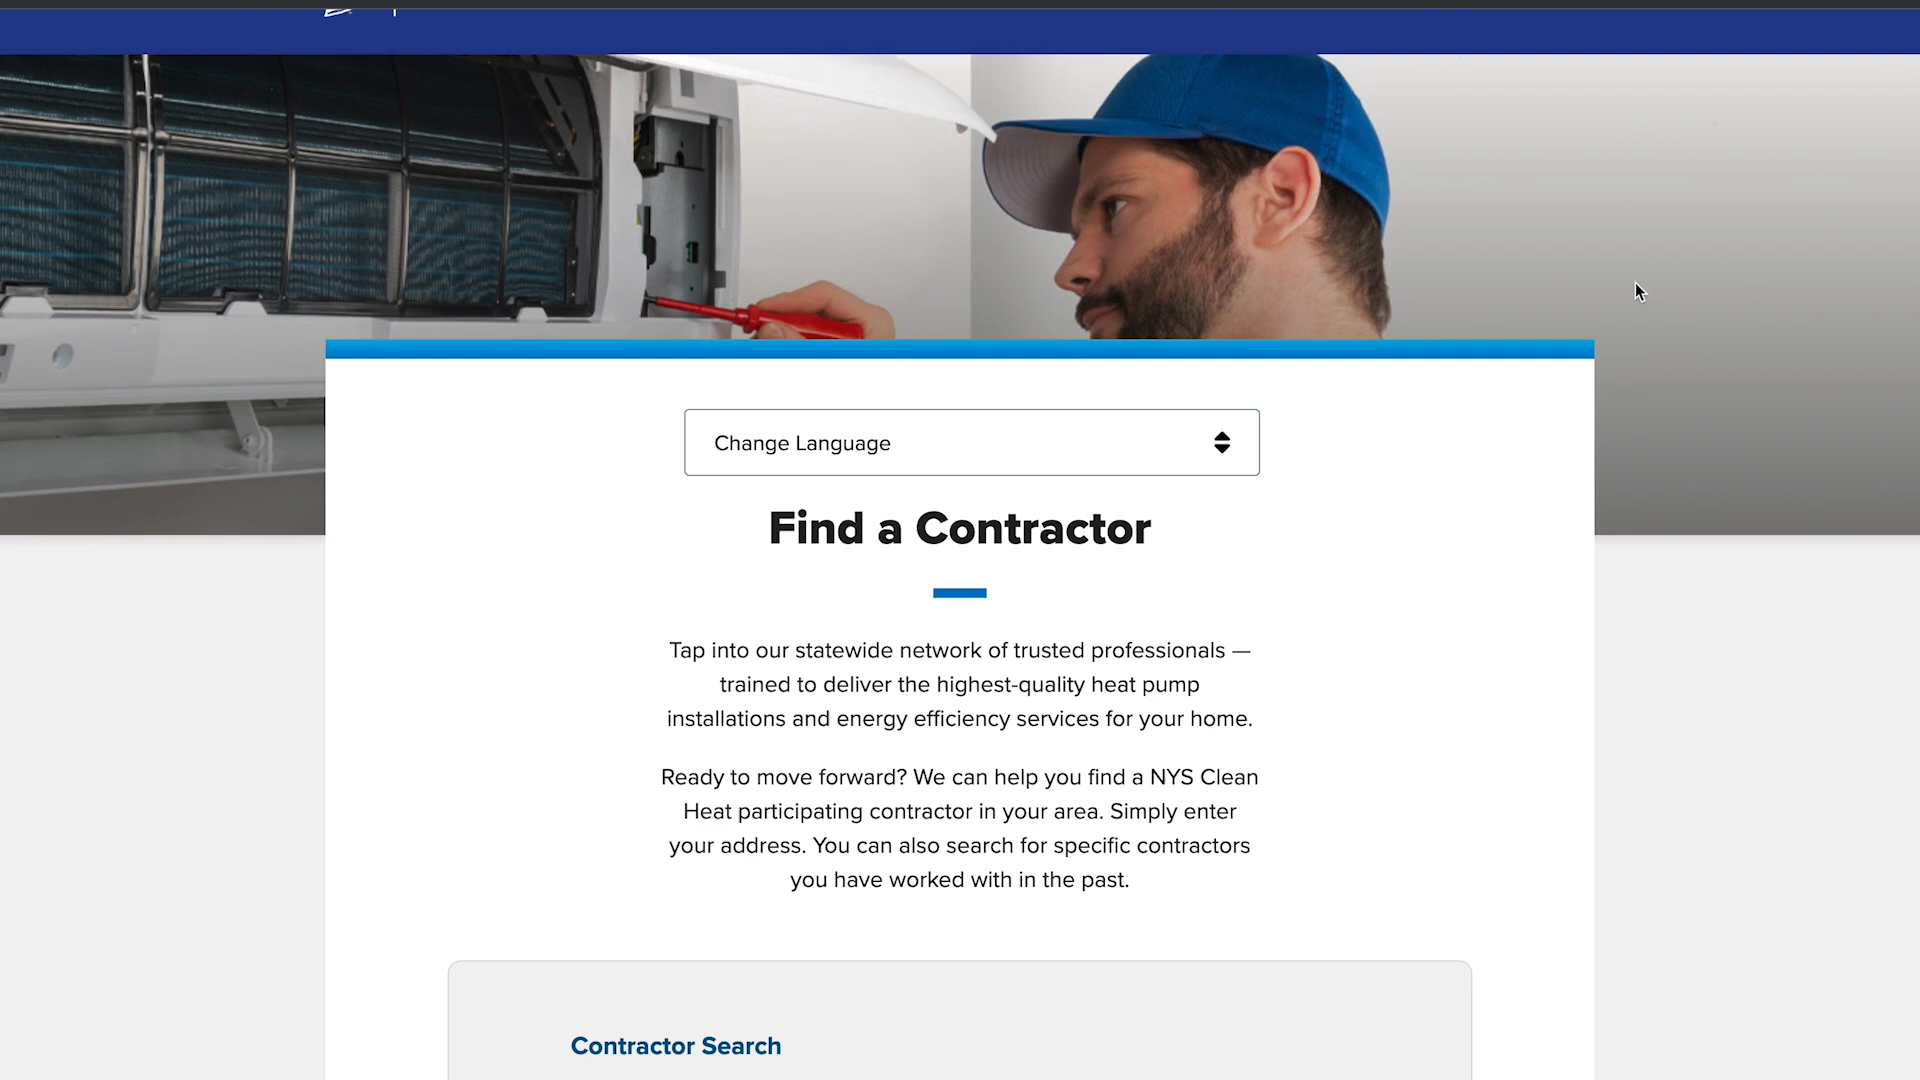 Change Language
Find a Contractor
Tap into our statewide network of trusted professionals —
trained to deliver the highest-quality heat pump
installations and energy efficiency services for your home.
Ready to move forward? We can help you find a NYS Clean
Heat participating contractor in your area. Simply enter
your address. You can also search for specific contractors
you have worked with in the past.
Contractor Search